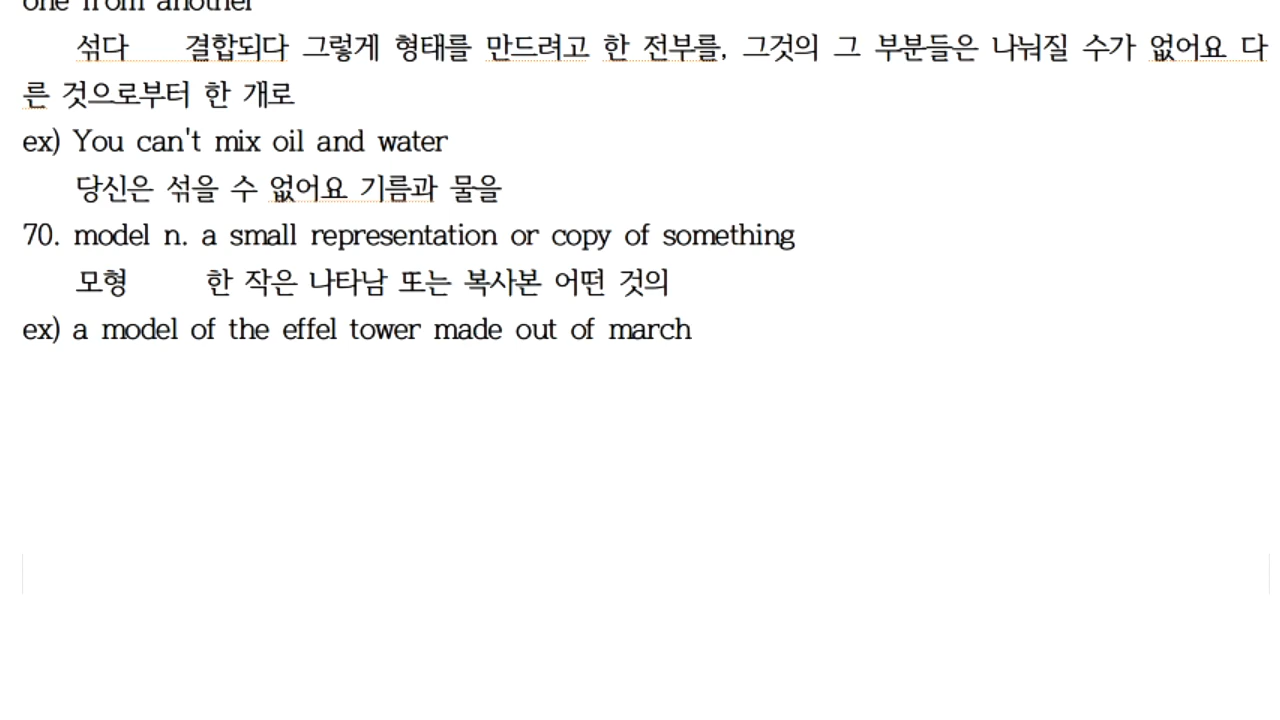 one from another
섞다 결합되다 그렇게 형태를 만드려고 한 전부를, 그것의 그 부분들은 나눠질 수가 없어요 다
른 것으로부터 한 개로
ex) You can't mix oil and water
당신은 섞을 수 없어요 기름과 물을
70. model n. a small representation or copy of something
모형 한 작은 나타남 또는 복사본 어떤 것의
ex) a model of the effel tower made out of march